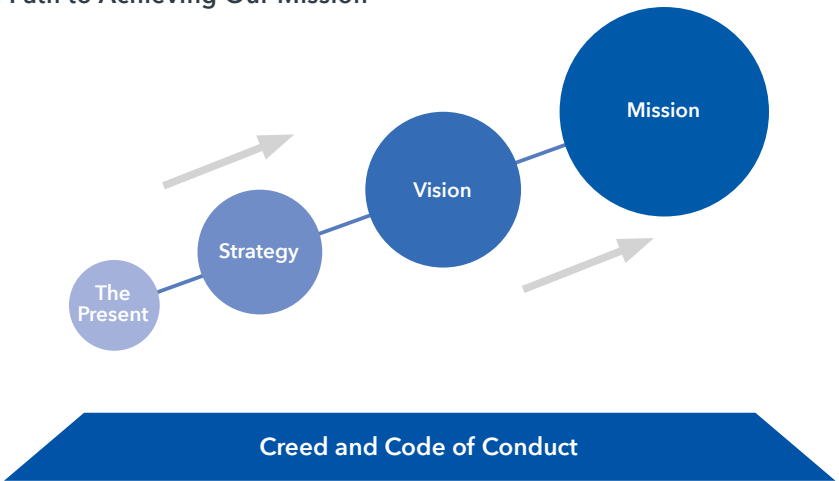 Path to Achieving Our Mission
Mission
Vision
Strategy
The
Present
Creed and Code of Conduct